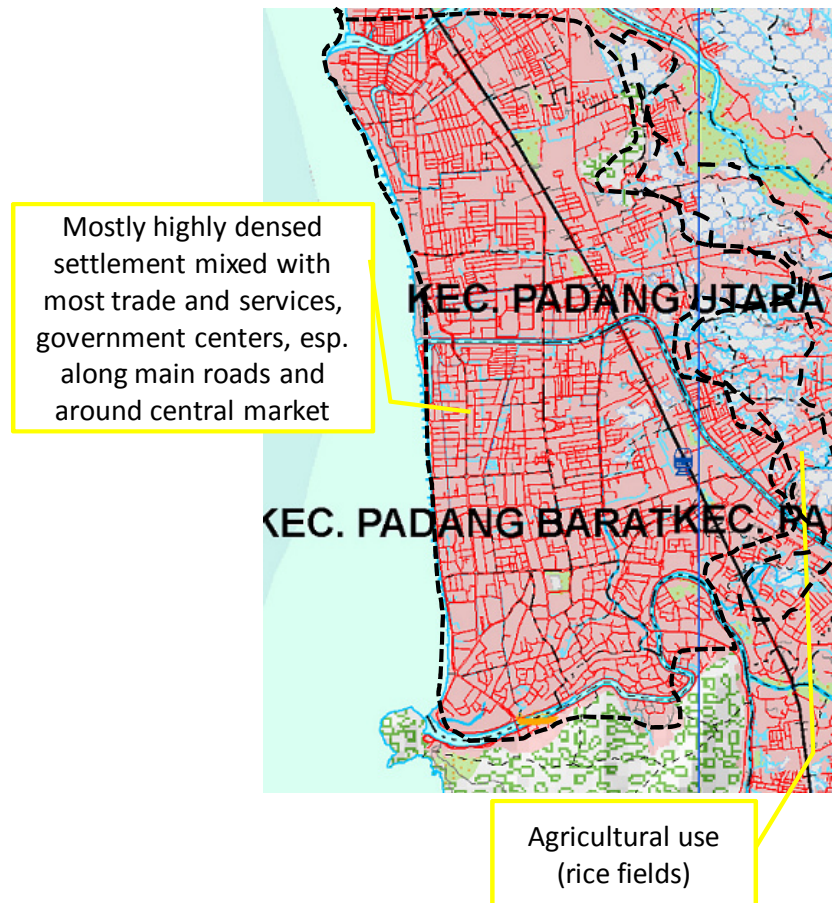 Mostly highly densed
settlement mixed with
most trade and services,
government centers, esp.
along main roads and
around central market
KEC. PADANG UTARA
KEC. PADANG BARAT
KEC. PA
Agricultural use
(rice fields)